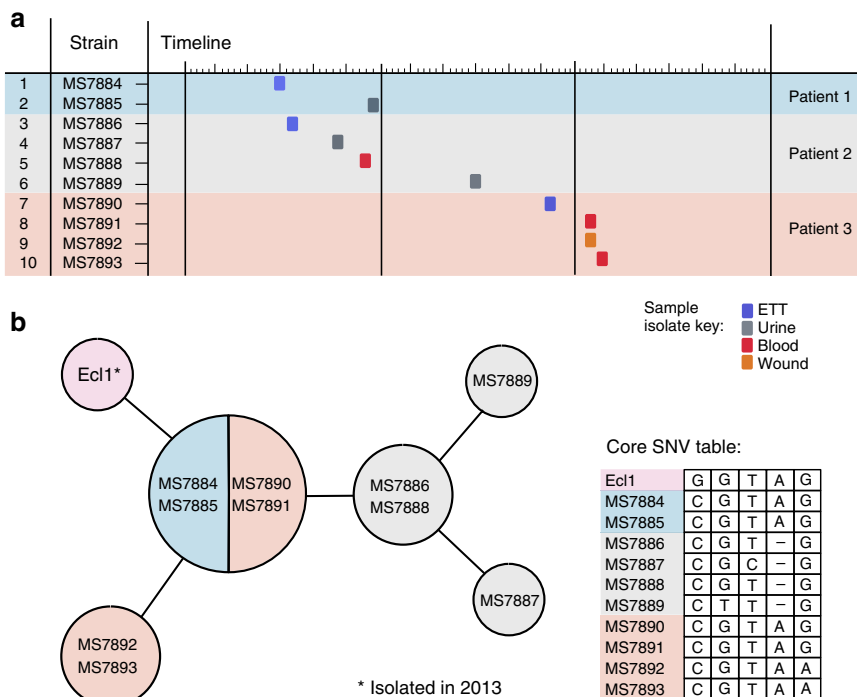 a
Strain Timeline
1 MS7884
2 MS7885
Patient 1
3 MS7886
4 MS7887
5 MS7888
6 MS7889
Patient 2
7 MS7890
8 MS7891
9 MS7892
10 MS7893
Patient 3
Sample
isolate key:
ETT
Urine
Blood
Wound
b
Ecl1*
MS7884
MS7885
MS7890
MS7891
MS7886
MS7888
MS7889
MS7887
MS7892
MS7893
* Isolated in 2013
Core SNV table:
Ecl1 G G T A G
MS7884 C G T A G
MS7885 C G T A G
MS7886 C G T – G
MS7887 C G C – G
MS7888 C G T – G
MS7889 C T T – G
MS7890 C G T A G
MS7891 C G T A G
MS7892 C G T A A
MS7893 C G T A A